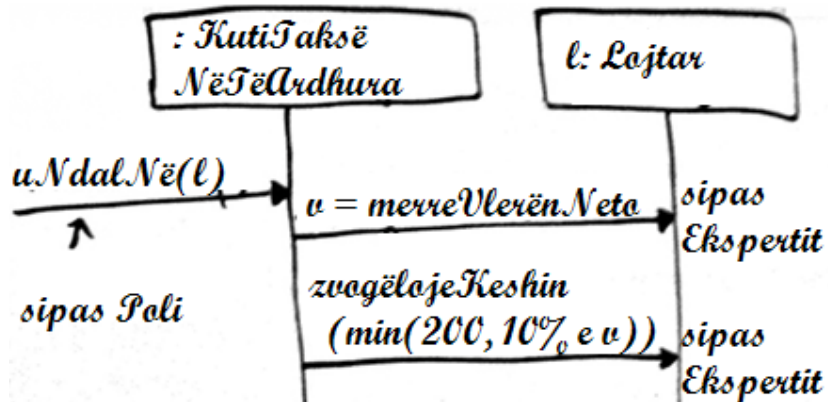 : KutiTaksë
NëTëArdhura
l: Lojtar
uNdalNë(l)
v = merreVlerënNeto
sipas
Ekspertit
sipas Poli
zvogëlojeKeshin
(min(200, 10% e v))
sipas
Ekspertit